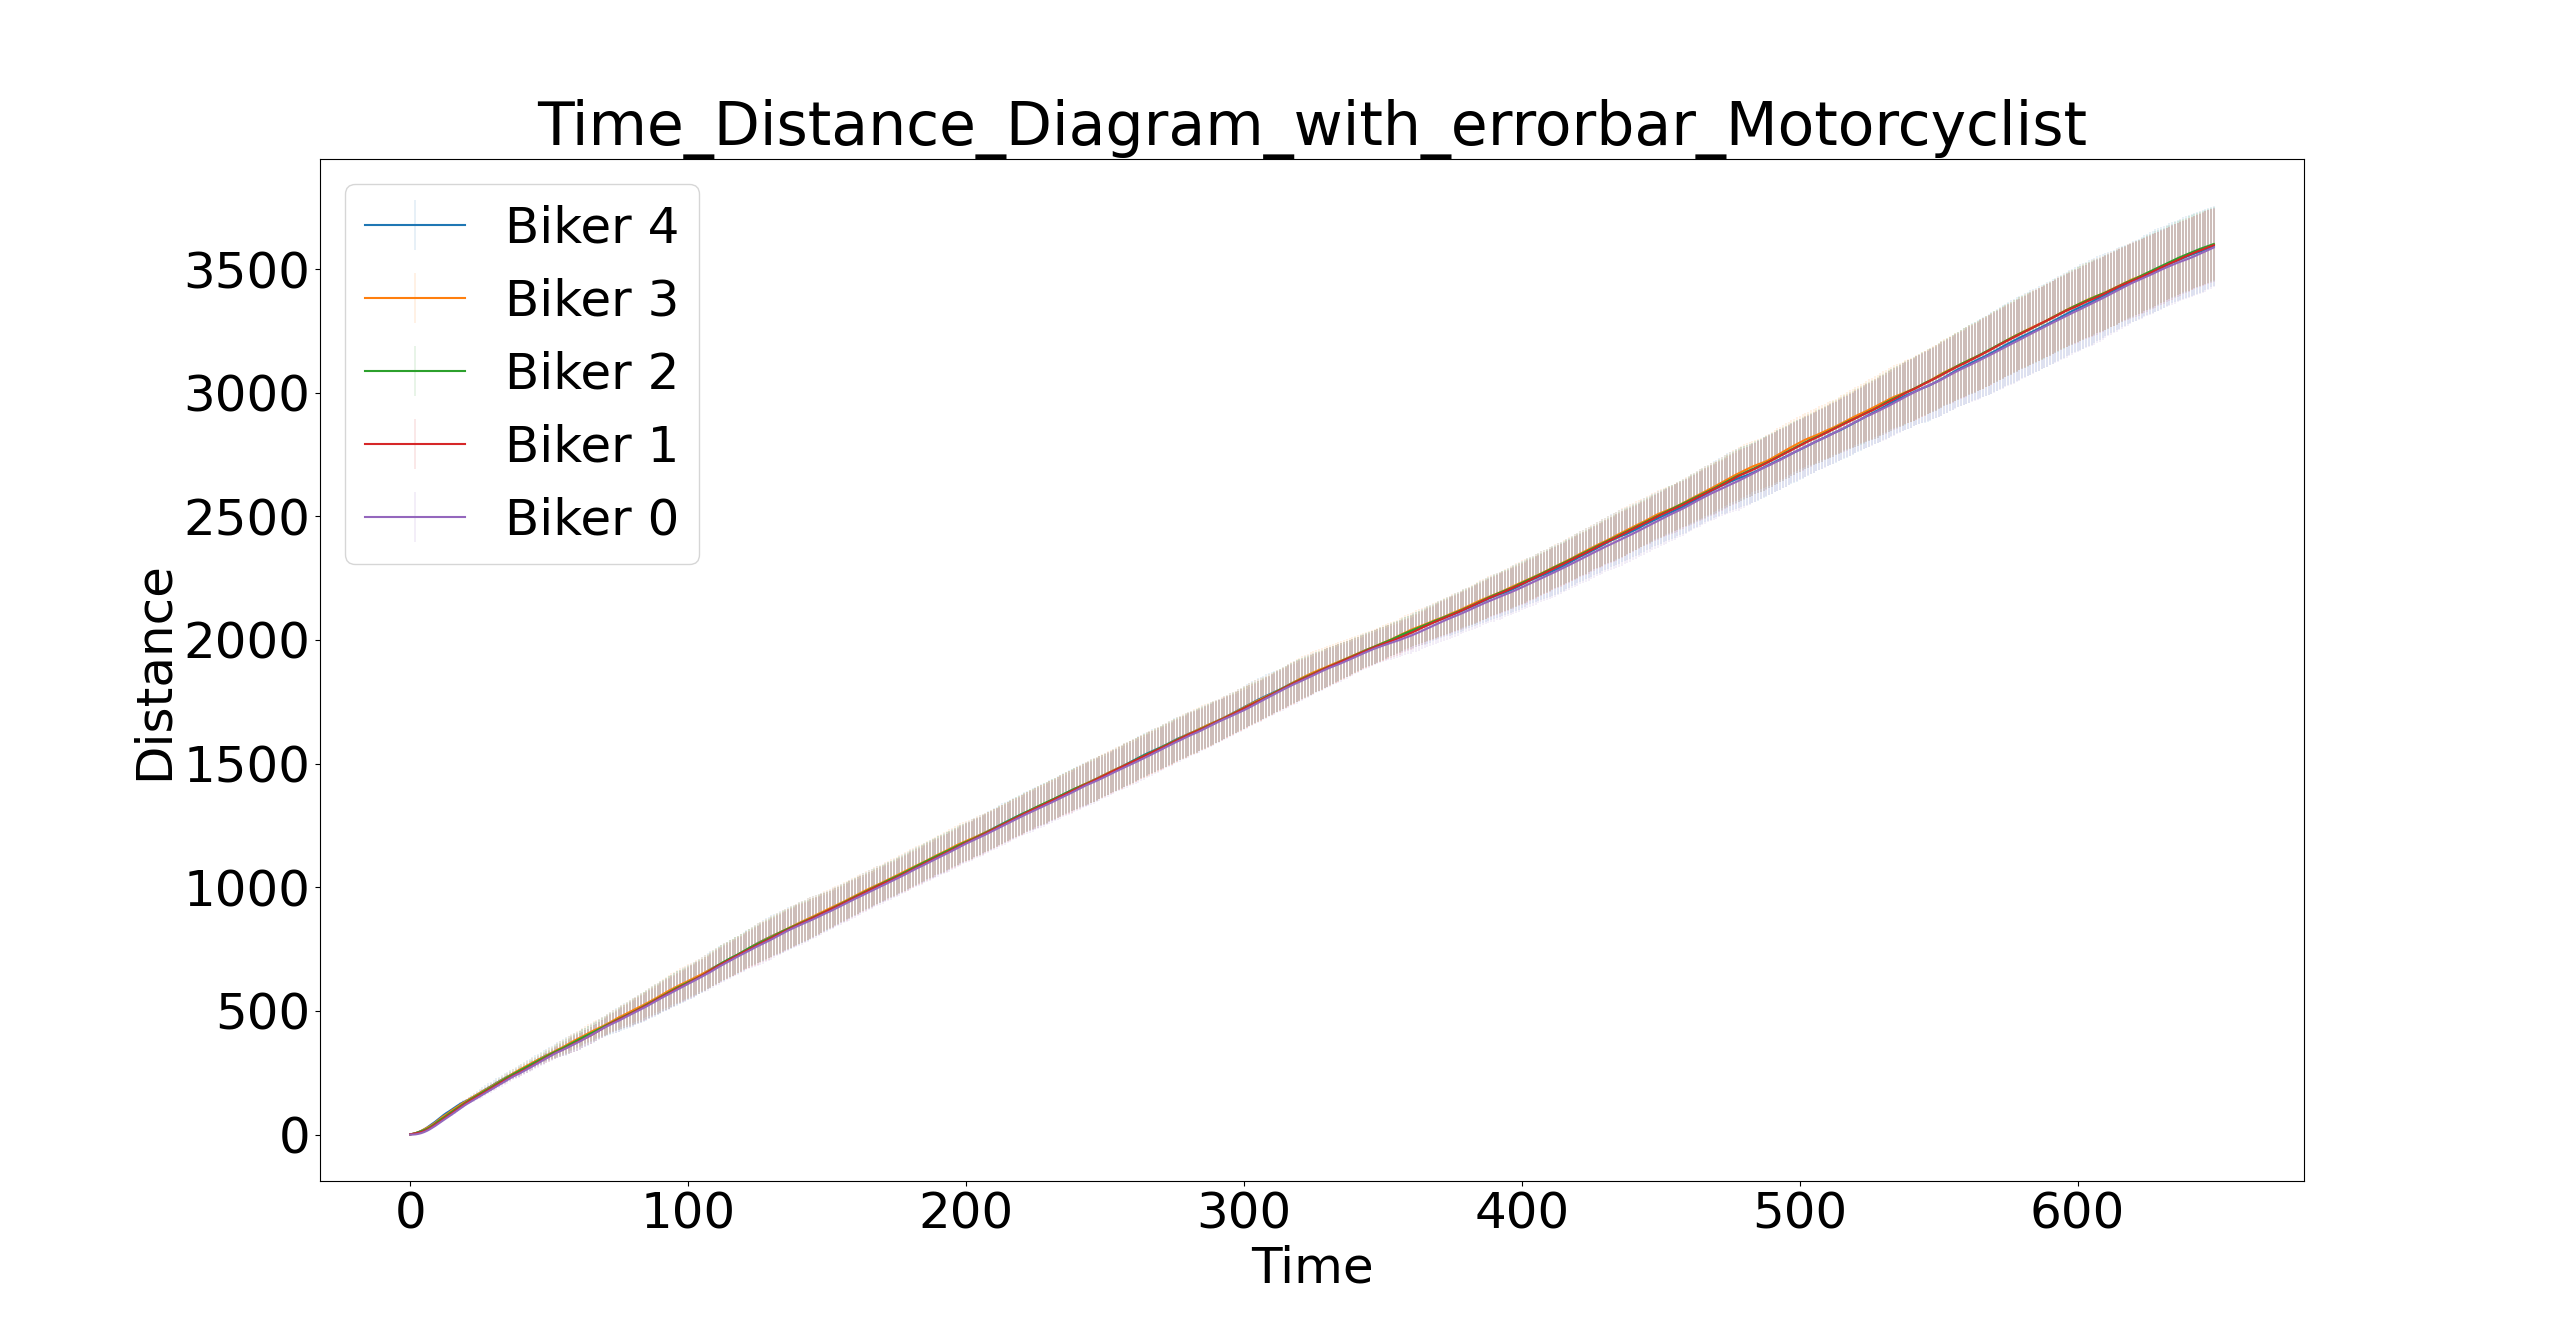 Time_Distance_Diagram_with_errorbar_Motorcyclist
Biker 4
Biker 3
Biker 2
Biker 1
Biker 0
Distance
3500
3000
2500
2000
1500
1000
500
0
0 100 200 300 400 500 600
Time